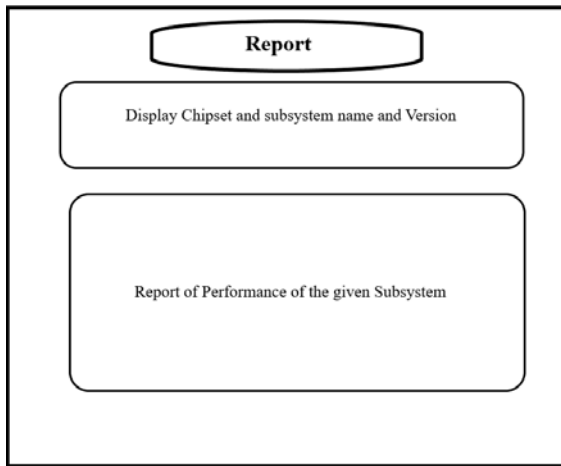 Report
Display Chipset and subsystem name and Version
Report of Performance of the given Subsystem